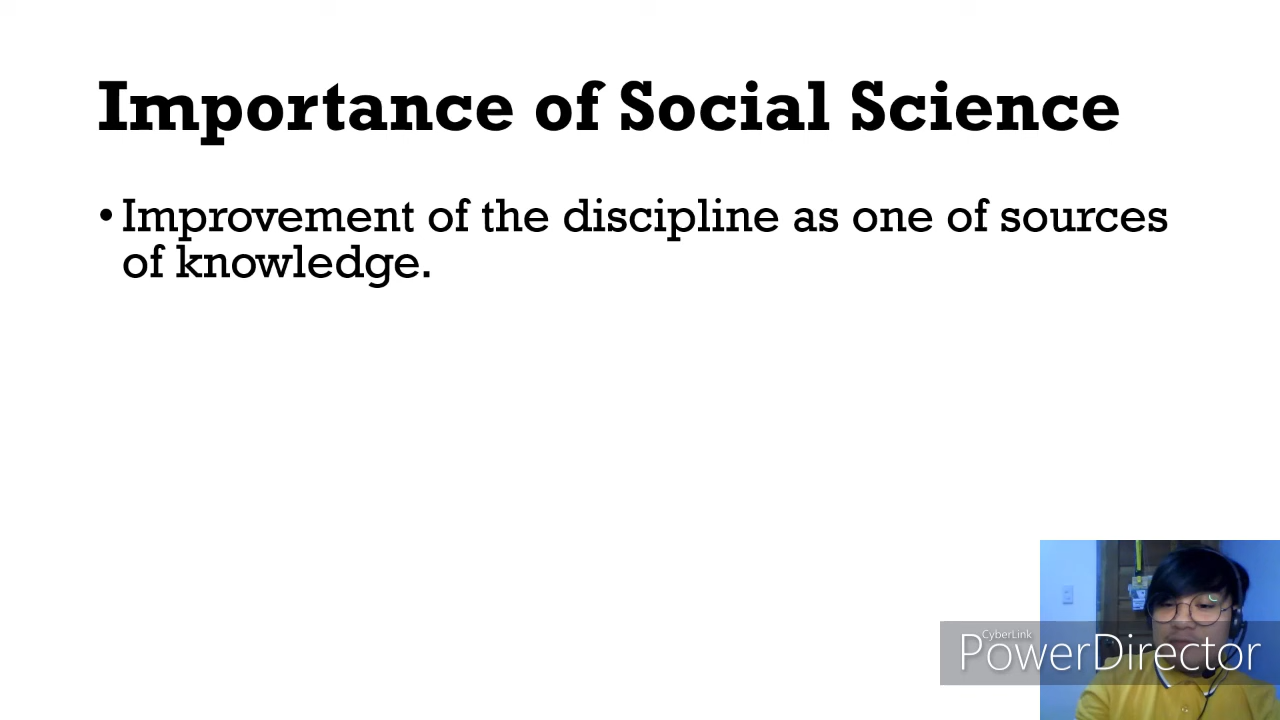 Importance of Social Science
• Improvement of the discipline as one of sources
of knowledge.
CyberLink
PowerDirector